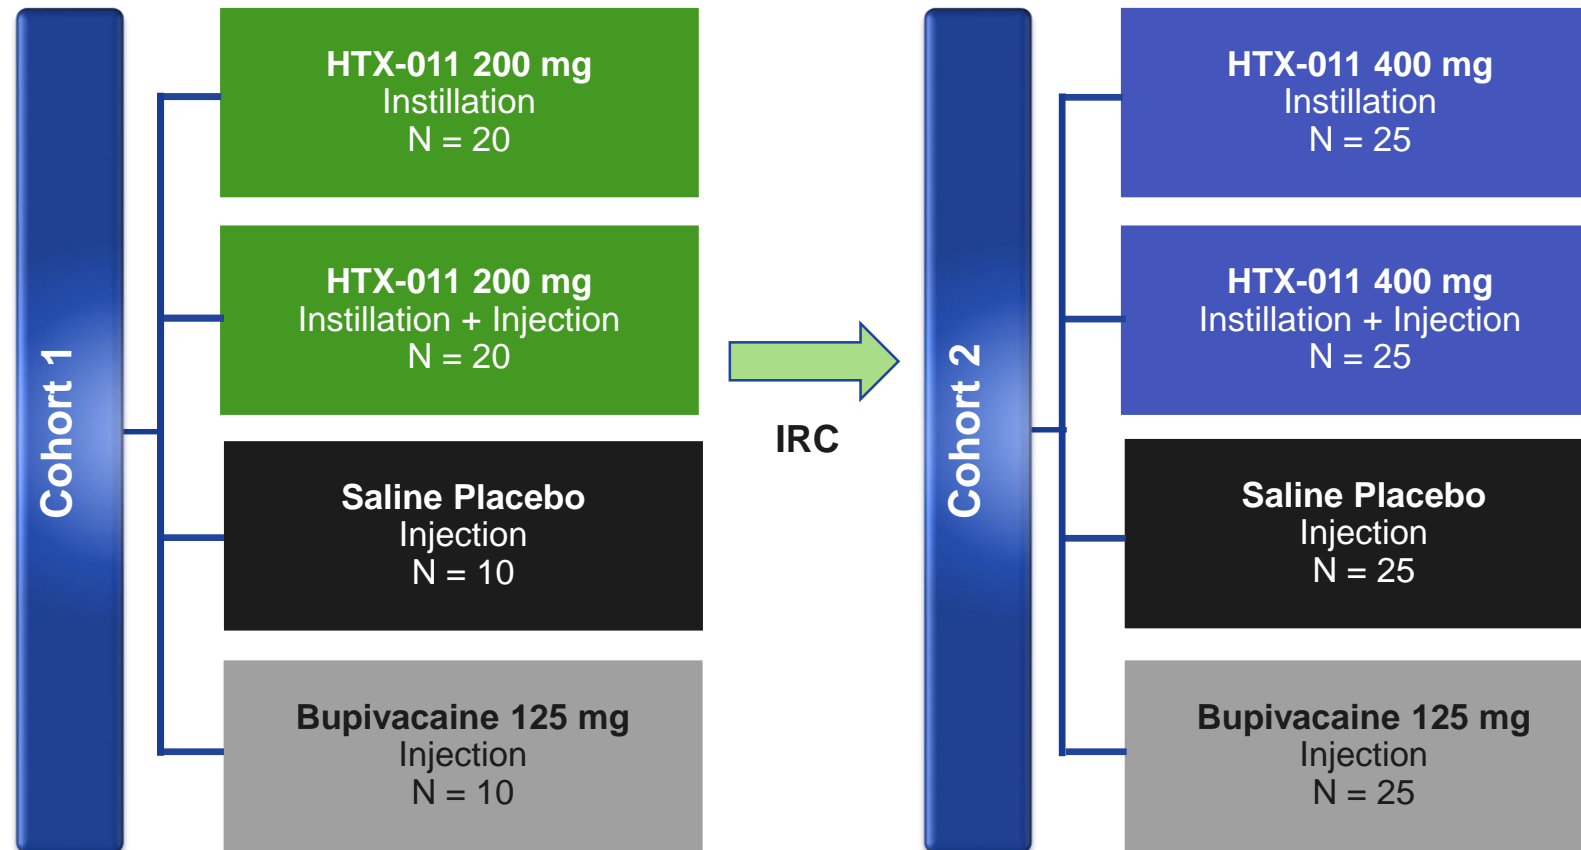 Cohort 1
HTX-011 200 mg
Instillation
N = 20
HTX-011 200 mg
Instillation + Injection
N = 20
Saline Placebo
Injection
N = 10
Bupivacaine 125 mg
Injection
N = 10
IRC
Cohort 2
HTX-011 400 mg
Instillation
N = 25
HTX-011 400 mg
Instillation + Injection
N = 25
Saline Placebo
Injection
N = 25
Bupivacaine 125 mg
Injection
N = 25